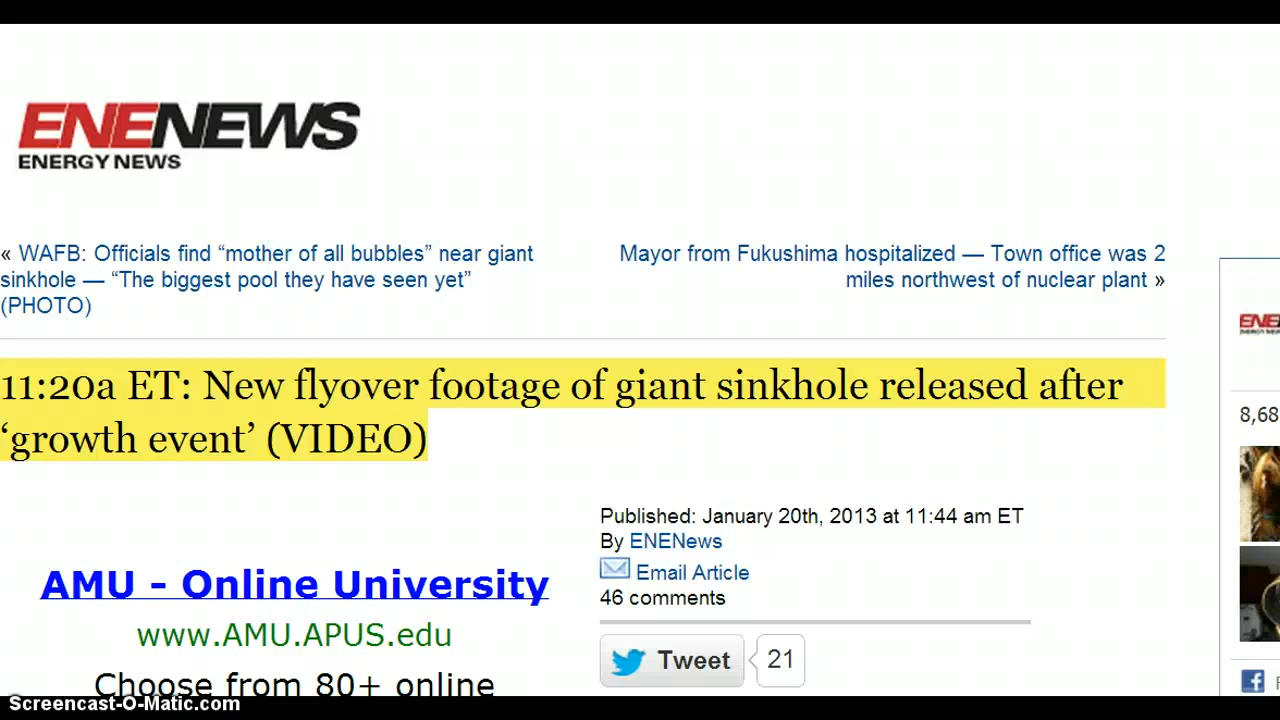 ENENEWS
ENERGY NEWS
« WAFB: Officials find “mother of all bubbles” near giant
sinkhole — “The biggest pool they have seen yet”
(PHOTO)
Mayor from Fukushima hospitalized — Town office was 2
miles northwest of nuclear plant »
11:20a ET: New flyover footage of giant sinkhole released after
‘growth event’ (VIDEO)
Published: January 20th, 2013 at 11:44 am ET
By ENENews
Email Article
46 comments
Tweet 21
AMU - Online University
www.AMU.APUS.edu
Choose from 80+ online
8,68
Screencast-O-Matic.com